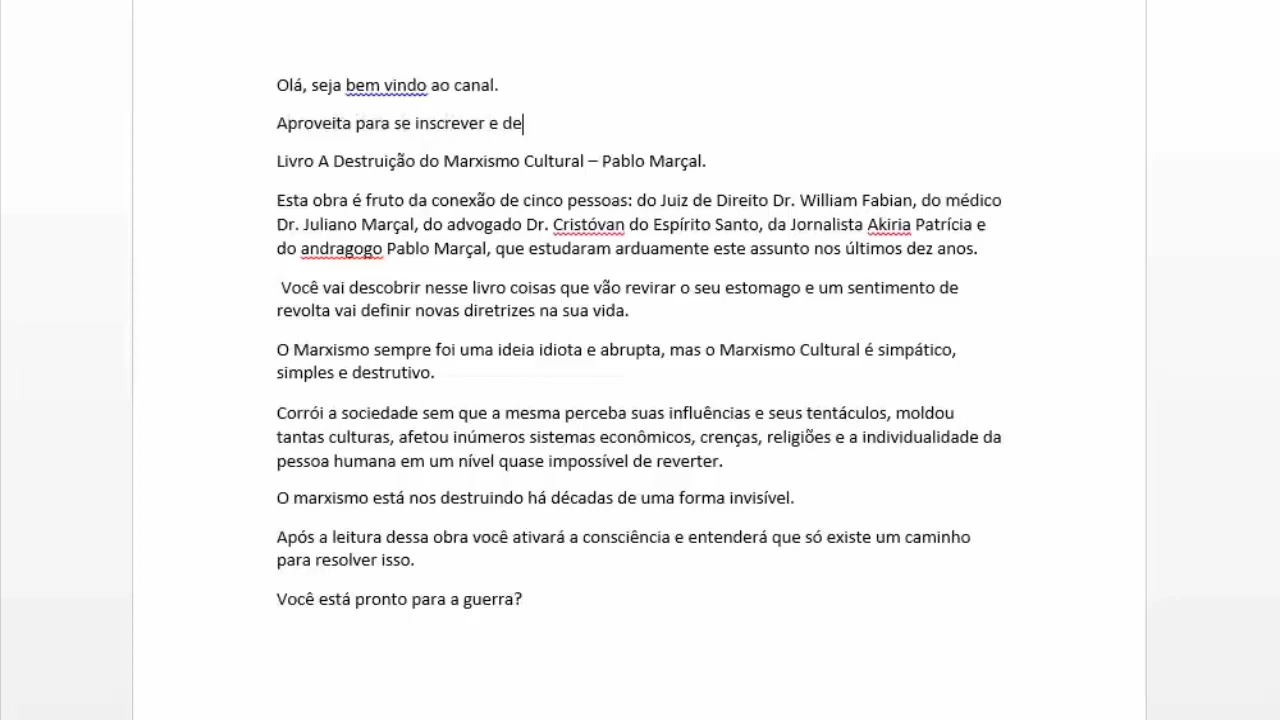 Olá, seja bem vindo ao canal.
Aproveita para se inscrever e de
Livro A Destruição do Marxismo Cultural – Pablo Marçal.
Esta obra é fruto da conexão de cinco pessoas: do Juiz de Direito Dr. William Fabian, do médico
Dr. Juliano Marçal, do advogado Dr. Cristóvan do Espírito Santo, da Jornalista Akiria Patrícia e
do andragogo Pablo Marçal, que estudaram arduamente este assunto nos últimos dez anos.
Você vai descobrir nesse livro coisas que vão revirar o seu estomago e um sentimento de
revolta vai definir novas diretrizes na sua vida.
O Marxismo sempre foi uma ideia idiota e abrupta, mas o Marxismo Cultural é simpático,
simples e destrutivo.
Corrói a sociedade sem que a mesma perceba suas influências e seus tentáculos, moldou
tantas culturas, afetou inúmeros sistemas econômicos, crenças, religiões e a individualidade da
pessoa humana em um nível quase impossível de reverter.
O marxismo está nos destruindo há décadas de uma forma invisível.
Após a leitura dessa obra você ativará a consciência e entenderá que só existe um caminho
para resolver isso.
Você está pronto para a guerra?